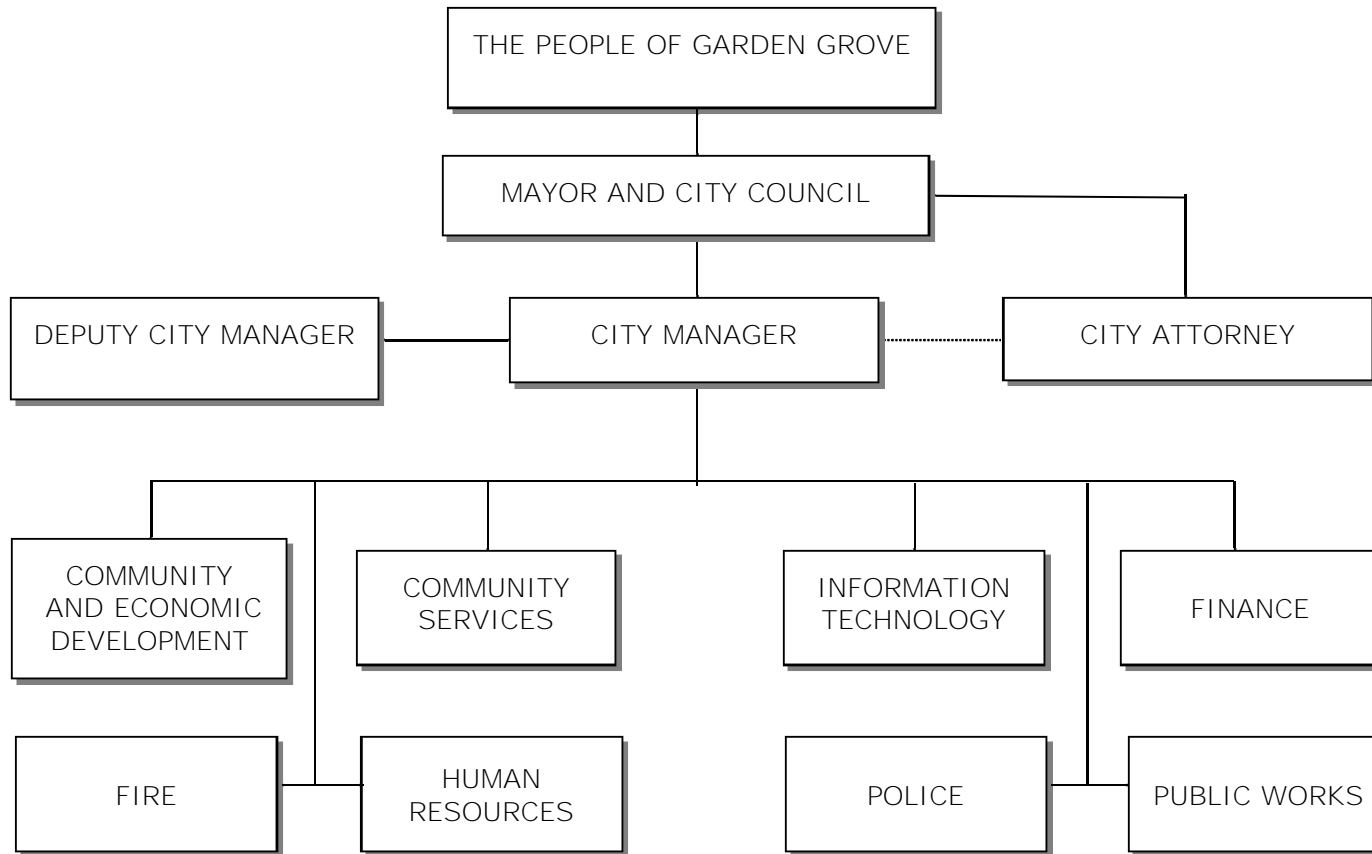 THE PEOPLE OF GARDEN GROVE
MAYOR AND CITY COUNCIL
DEPUTY CITY MANAGER
CITY MANAGER
CITY ATTORNEY
COMMUNITY
AND ECONOMIC
DEVELOPMENT
COMMUNITY
SERVICES
INFORMATION
TECHNOLOGY
FINANCE
FIRE
HUMAN
RESOURCES
POLICE
PUBLIC WORKS